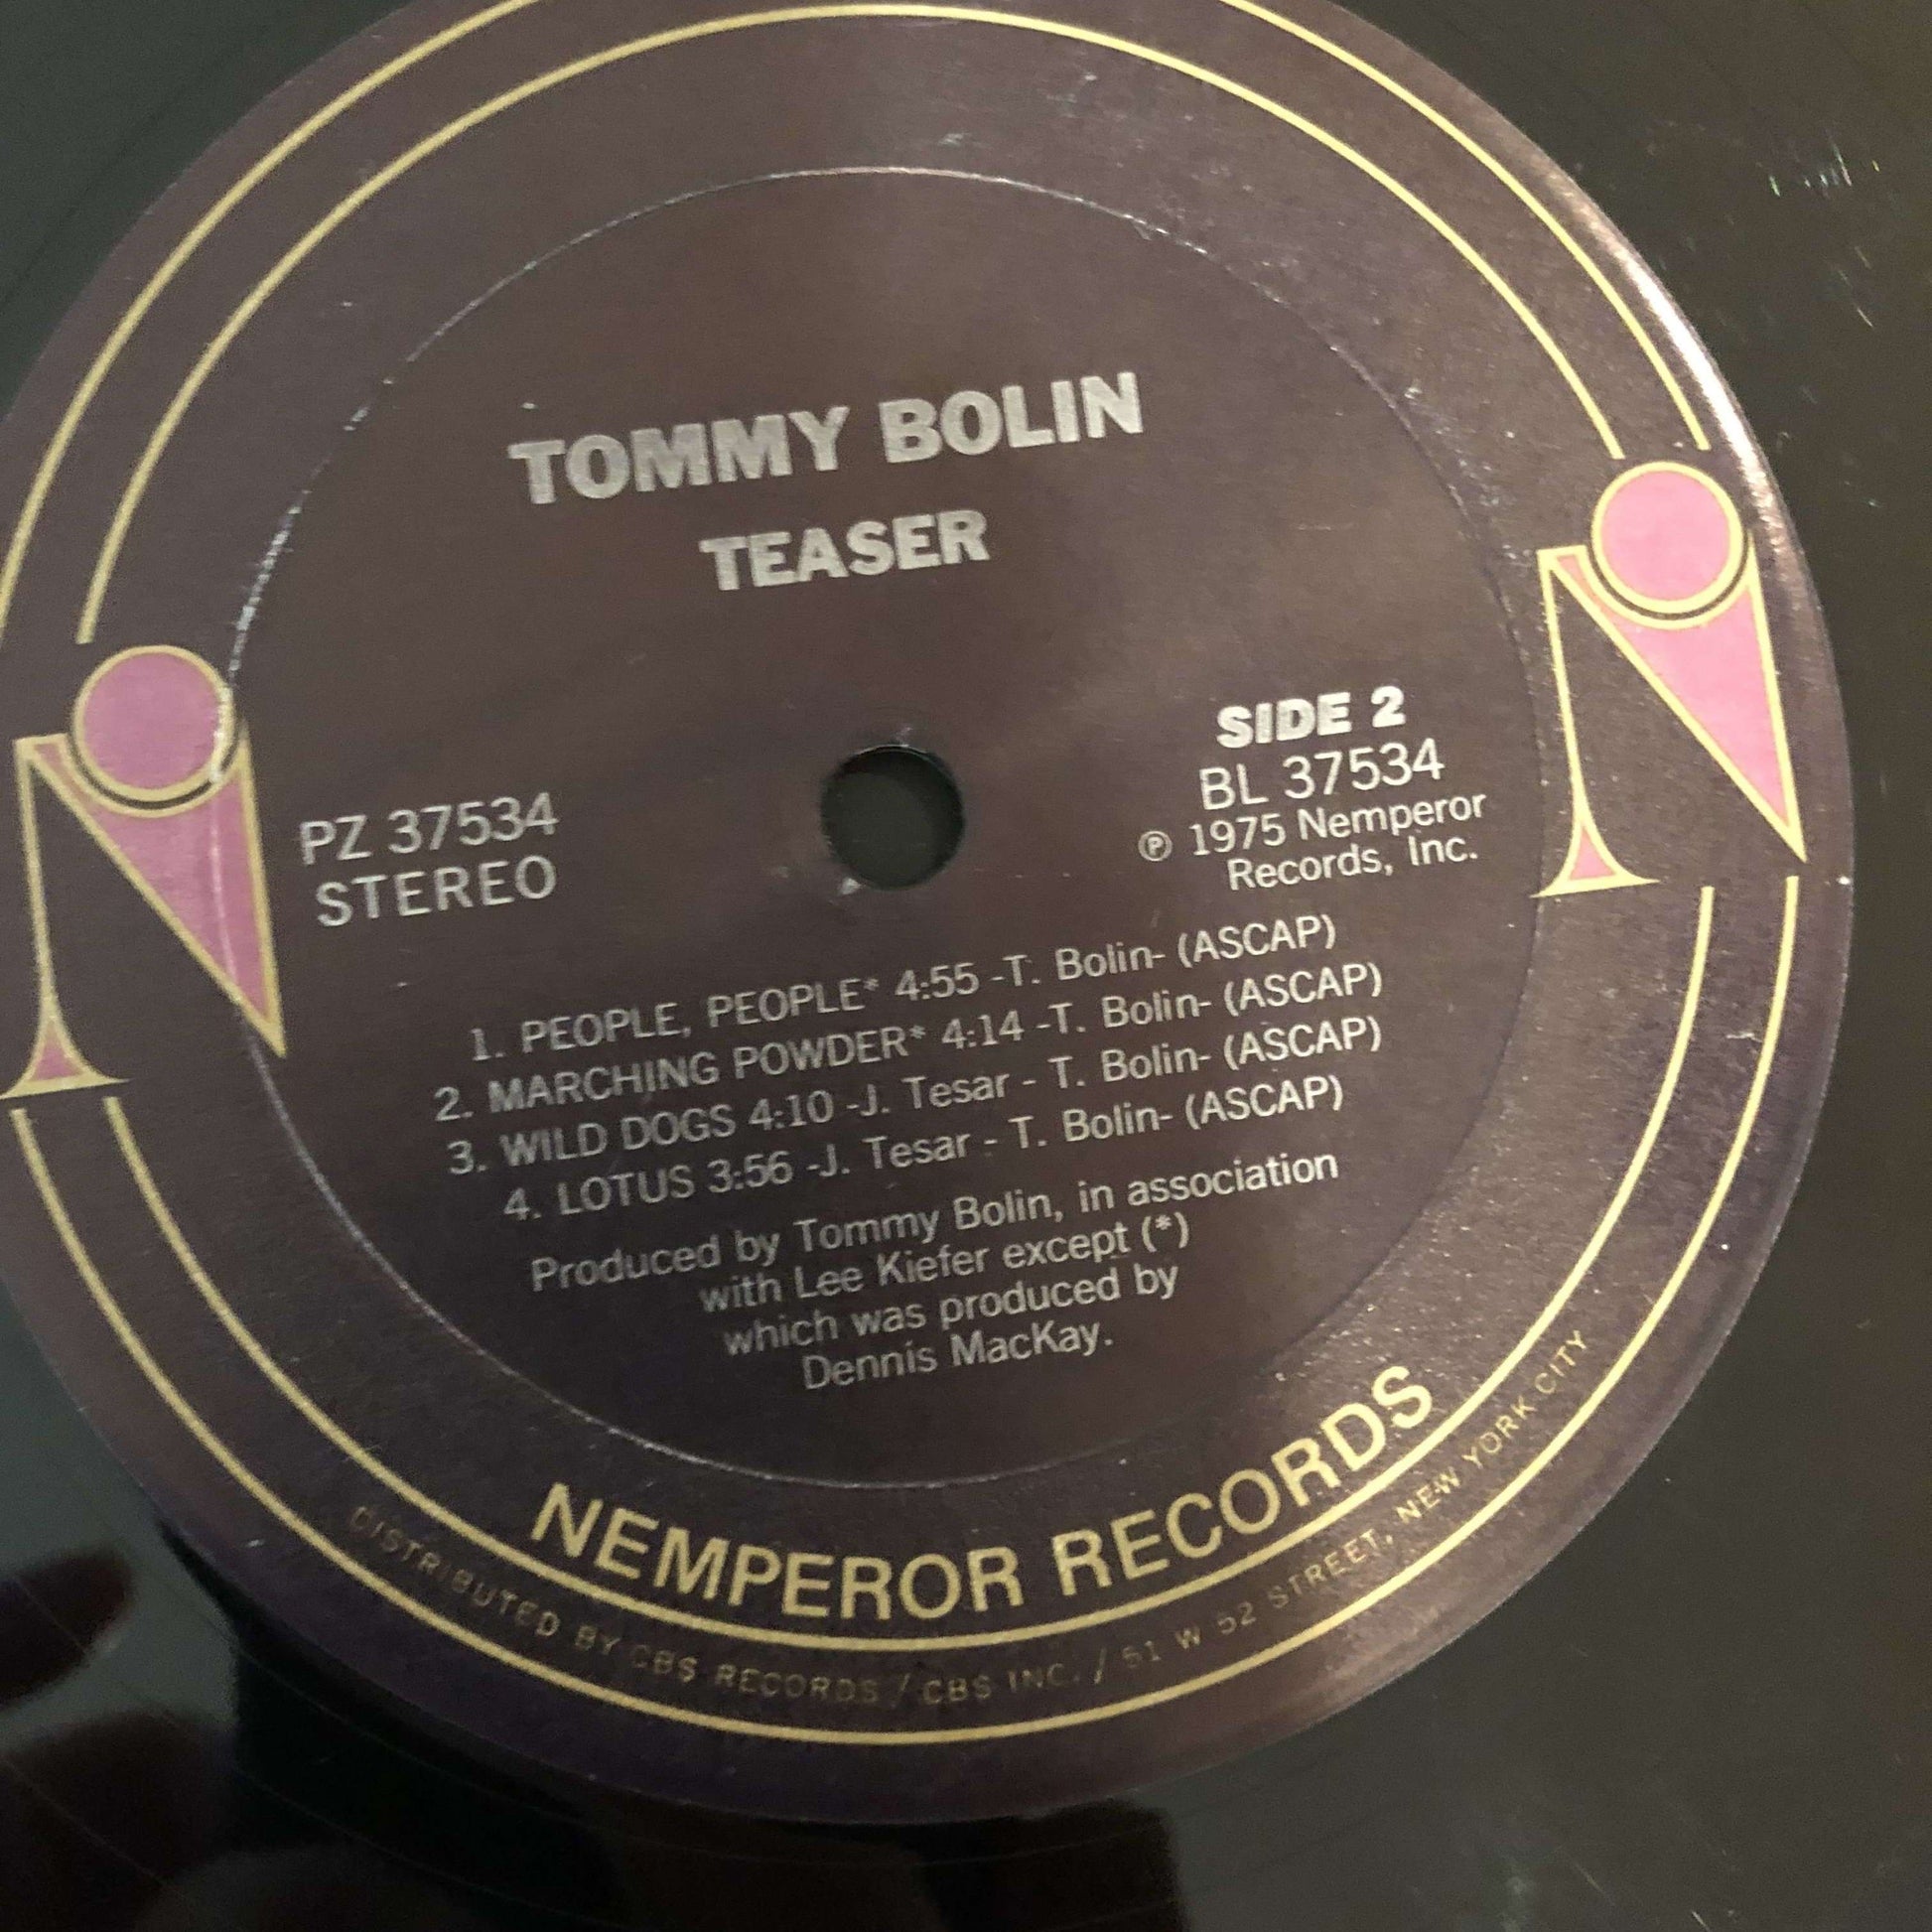 TOMMY BOLIN
TEASER
PZ 37534
STEREO
SIDE 2
BL 37534
℗ 1975 Nemperor
Records, Inc.
1. PEOPLE, PEOPLE* 4:55 -T. Bolin- (ASCAP)
2. MARCHING POWDER* 4:14 -T. Bolin- (ASCAP)
3. WILD DOGS 4:10 -J. Tesar - T. Bolin- (ASCAP)
4. LOTUS 3:56 -J. Tesar - T. Bolin- (ASCAP)
Produced by Tommy Bolin, in association
with Lee Kiefer except (*)
which was produced by
Dennis MacKay.
NEMPEROR RECORDS
DISTRIBUTED BY CBS RECORDS / CBS INC. / 51 W 52 STREET, NEW YORK CITY